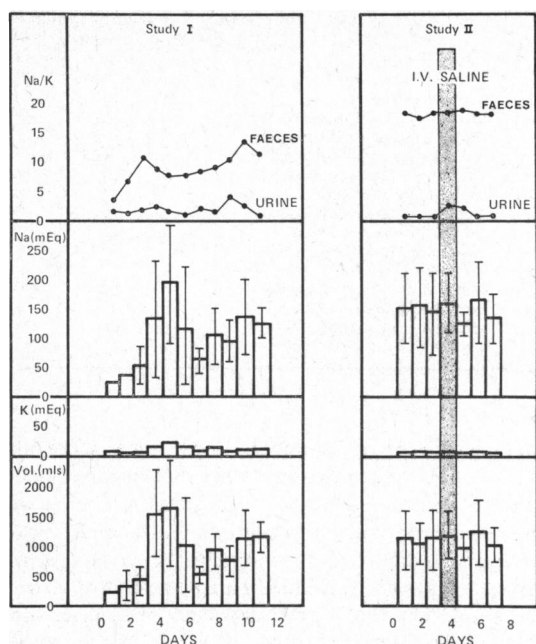 Study I Study II
I.V. SALINE
Na/K
20
15
10
5
0
FAECES
URINE
FAECES
URINE
Na(mEq)
250
200
150
100
50
0
K(mEq)
50
0
Vol.(mls)
2000
1500
1000
500
0
0 2 4 6 8 10 12
0 2 4 6 8
DAYS DAYS